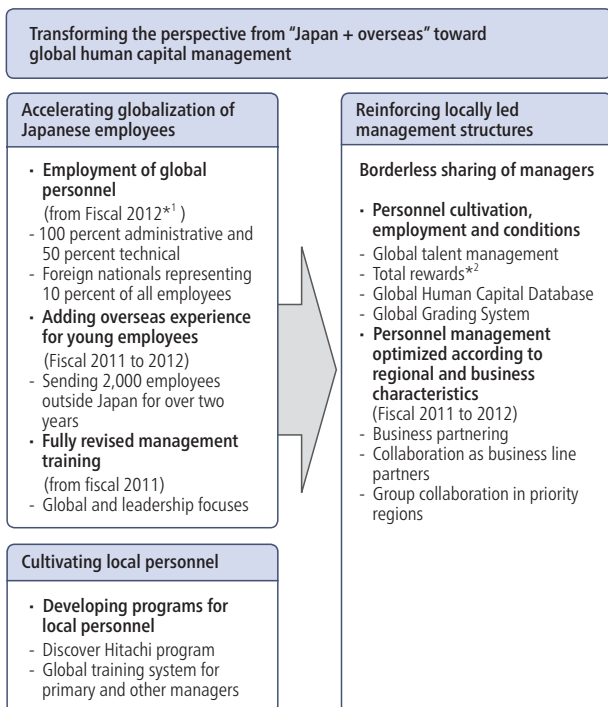 Transforming the perspective from “Japan + overseas” toward
global human capital management
Accelerating globalization of
Japanese employees
· Employment of global
personnel
(from Fiscal 2012*1 )
- 100 percent administrative and
50 percent technical
- Foreign nationals representing
10 percent of all employees
· Adding overseas experience
for young employees
(Fiscal 2011 to 2012)
- Sending 2,000 employees
outside Japan for over two
years
· Fully revised management
training
(from fiscal 2011)
- Global and leadership focuses
Cultivating local personnel
· Developing programs for
local personnel
- Discover Hitachi program
- Global training system for
primary and other managers
Reinforcing locally led
management structures
Borderless sharing of managers
· Personnel cultivation,
employment and conditions
- Global talent management
- Total rewards*2
- Global Human Capital Database
- Global Grading System
· Personnel management
optimized according to
regional and business
characteristics
(Fiscal 2011 to 2012)
- Business partnering
- Collaboration as business line
partners
- Group collaboration in priority
regions